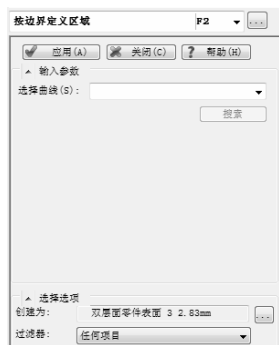 按边界定义区域 F2 ...
应用(A) 关闭(C) ? 帮助(H)
输入参数
选择曲线(S):
搜索
选择选项
创建为: 双层面零件表面 3 2.83mm ...
过滤器: 任何项目